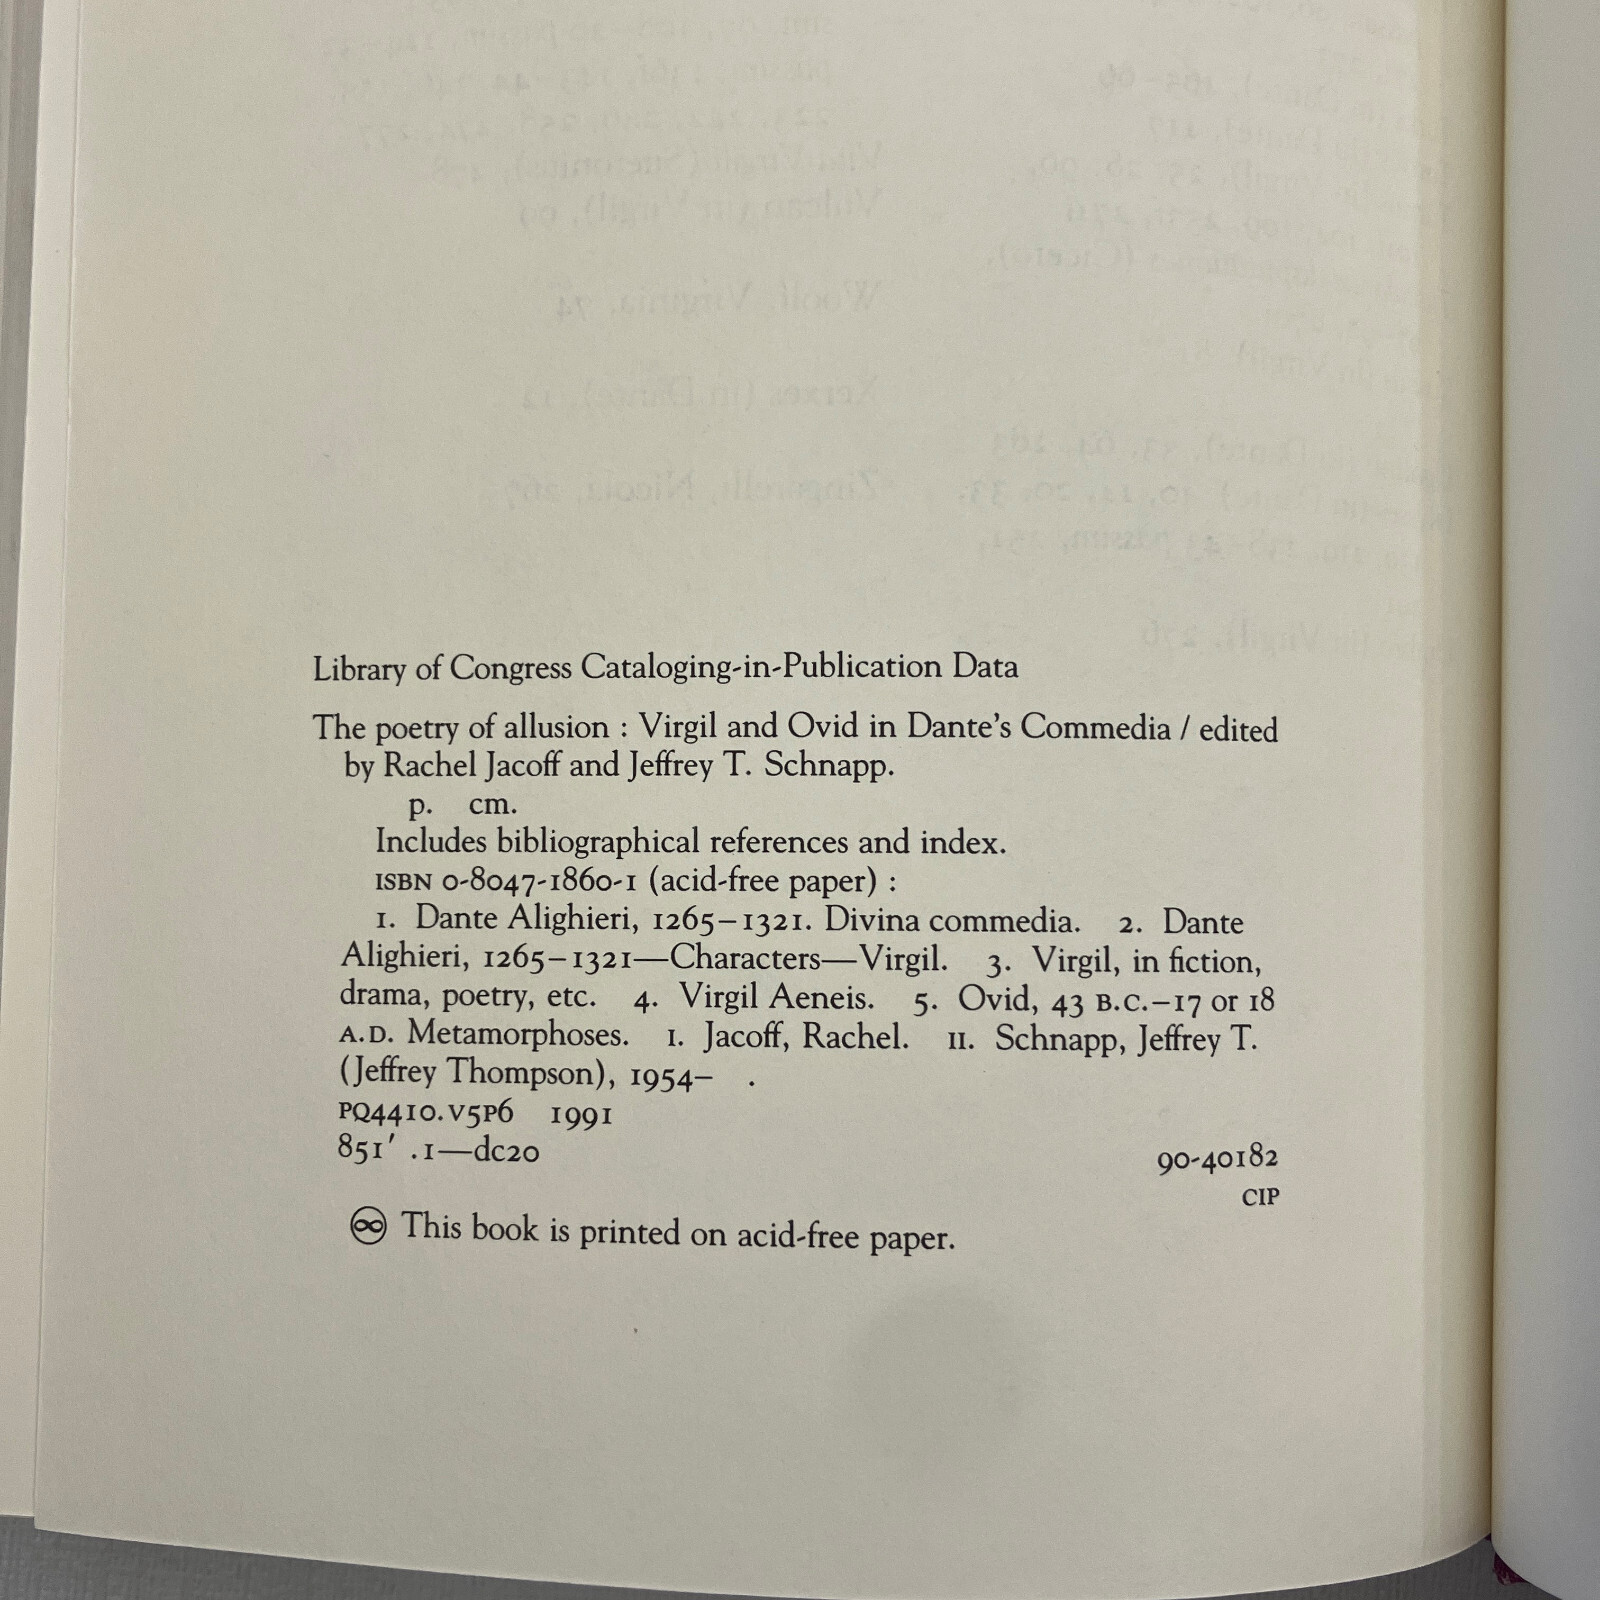 Library of Congress Cataloging-in-Publication Data
The poetry of allusion : Virgil and Ovid in Dante's Commedia / edited
by Rachel Jacoff and Jeffrey T. Schnapp.
p. cm.
Includes bibliographical references and index.
ISBN 0-8047-1860-1 (acid-free paper) :
1. Dante Alighieri, 1265–1321. Divina commedia. 2. Dante
Alighieri, 1265–1321—Characters—Virgil. 3. Virgil, in fiction,
drama, poetry, etc. 4. Virgil Aeneis. 5. Ovid, 43 B.C.–17 or 18
A.D. Metamorphoses. I. Jacoff, Rachel. II. Schnapp, Jeffrey T.
(Jeffrey Thompson), 1954– .
PQ4410.V5P6 1991
851′ .1—dc20
90-40182
CIP
♾ This book is printed on acid-free paper.